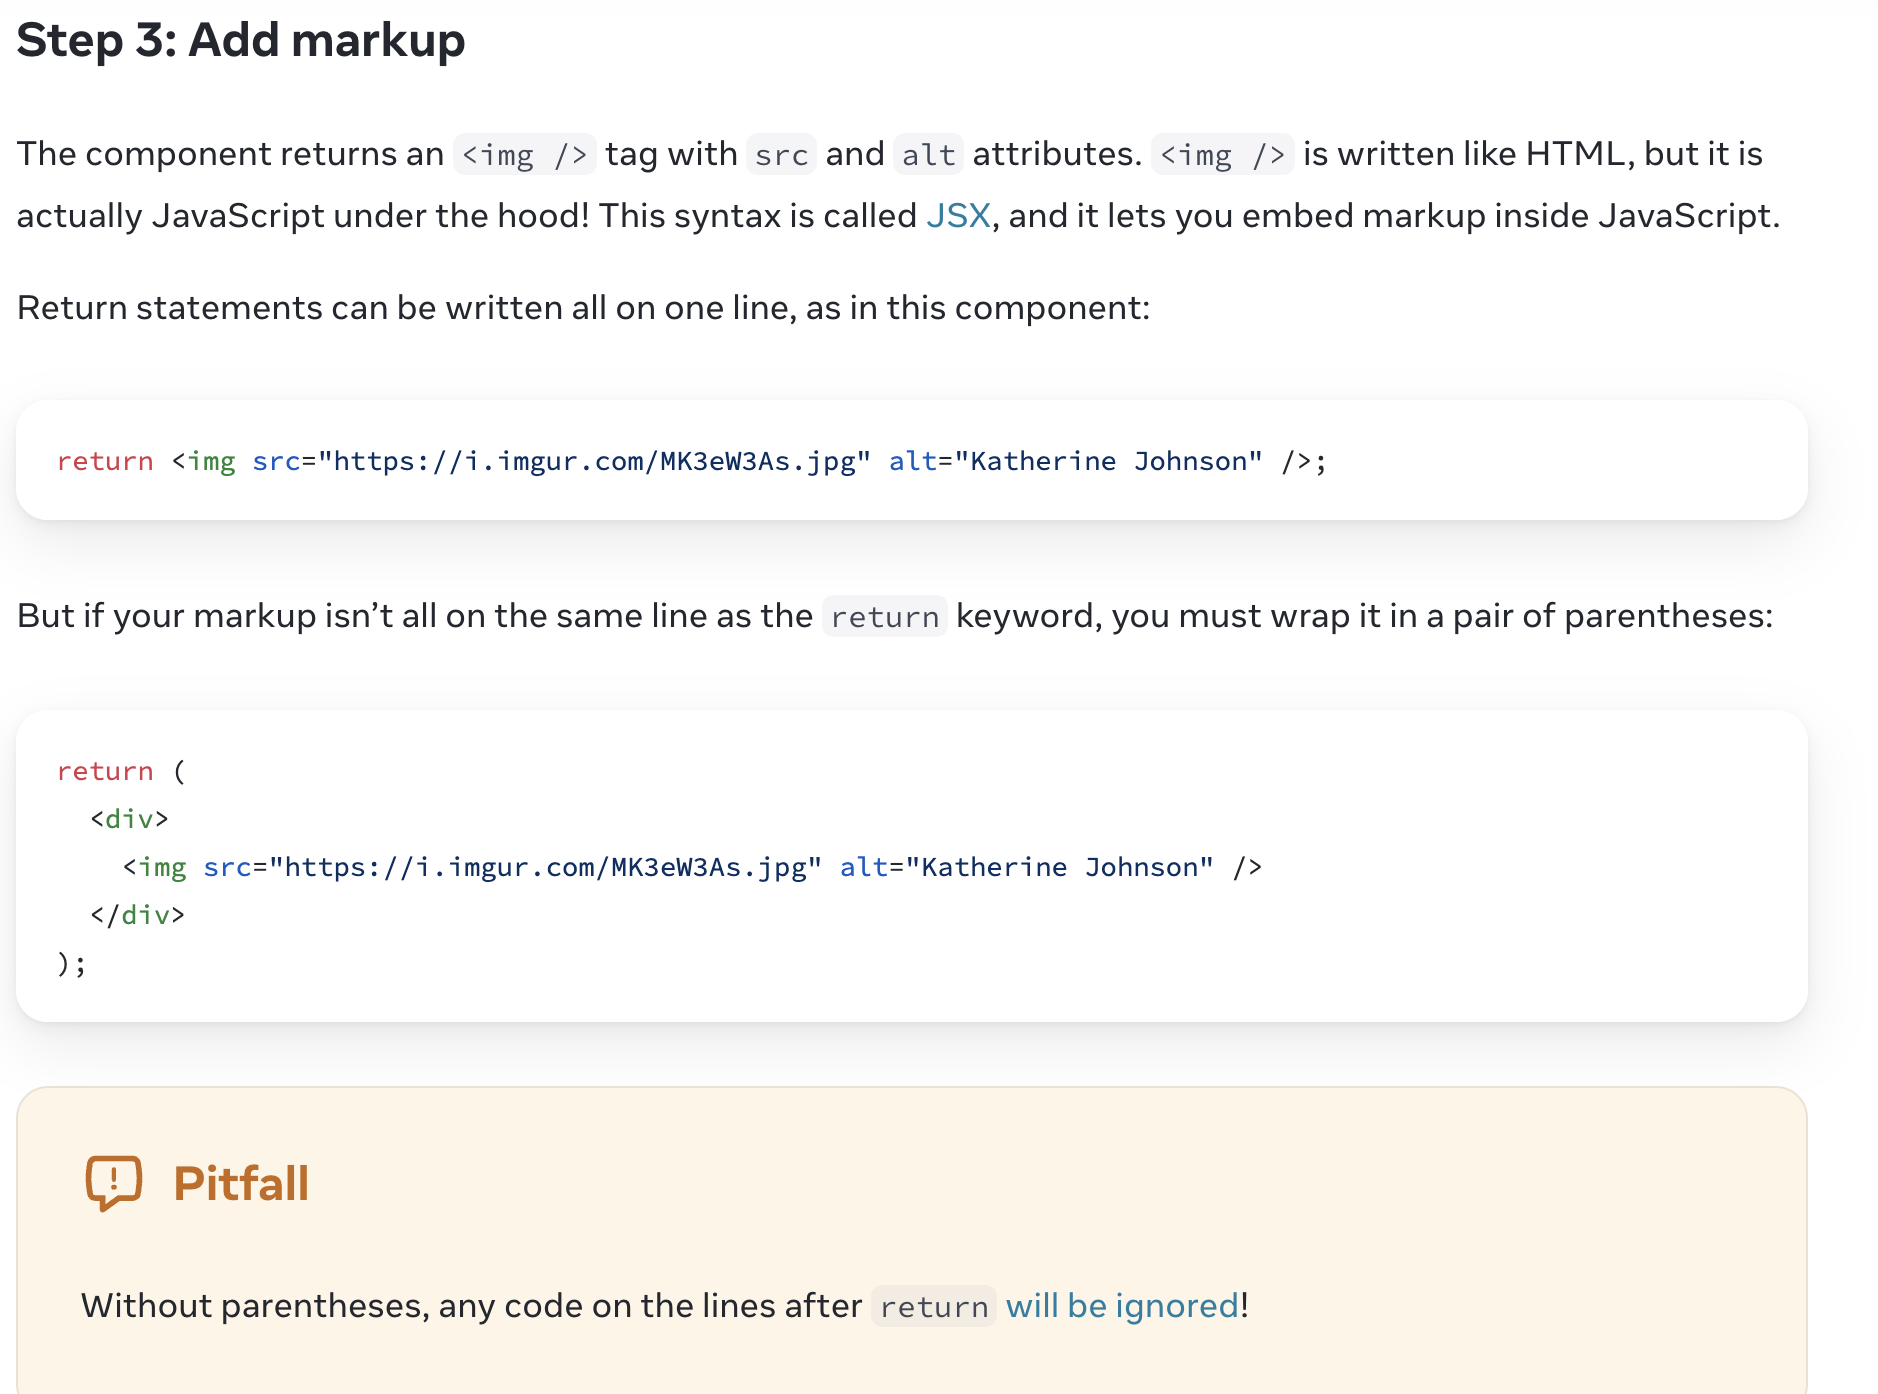 Step 3: Add markup
The component returns an <img /> tag with src and alt attributes. <img /> is written like HTML, but it is
actually JavaScript under the hood! This syntax is called JSX, and it lets you embed markup inside JavaScript.
Return statements can be written all on one line, as in this component:
return <img src="https://i.imgur.com/MK3eW3As.jpg" alt="Katherine Johnson" />;
But if your markup isn’t all on the same line as the return keyword, you must wrap it in a pair of parentheses:
return (
  <div>
    <img src="https://i.imgur.com/MK3eW3As.jpg" alt="Katherine Johnson" />
  </div>
);
Pitfall
Without parentheses, any code on the lines after return will be ignored!